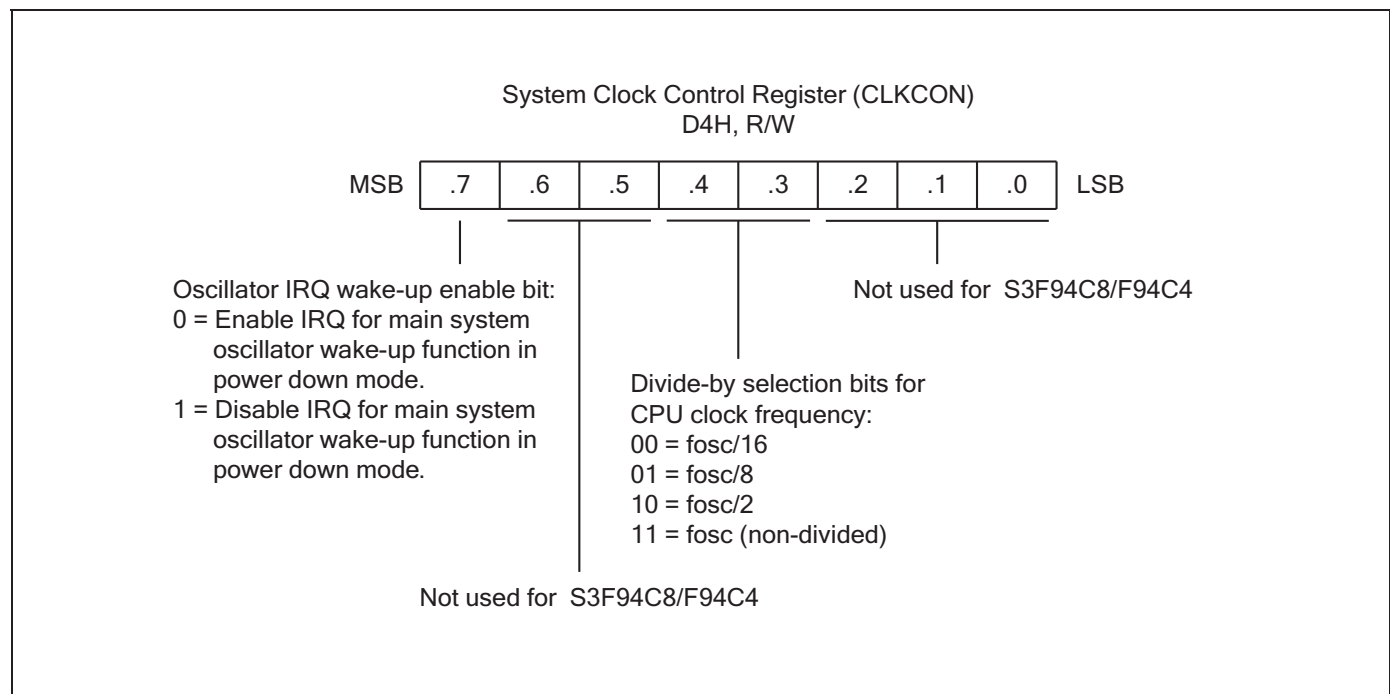 System Clock Control Register (CLKCON)
D4H, R/W
MSB .7 .6 .5 .4 .3 .2 .1 .0 LSB
Oscillator IRQ wake-up enable bit:
0 = Enable IRQ for main system
oscillator wake-up function in
power down mode.
1 = Disable IRQ for main system
oscillator wake-up function in
power down mode.
Not used for S3F94C8/F94C4
Divide-by selection bits for
CPU clock frequency:
00 = fosc/16
01 = fosc/8
10 = fosc/2
11 = fosc (non-divided)
Not used for S3F94C8/F94C4